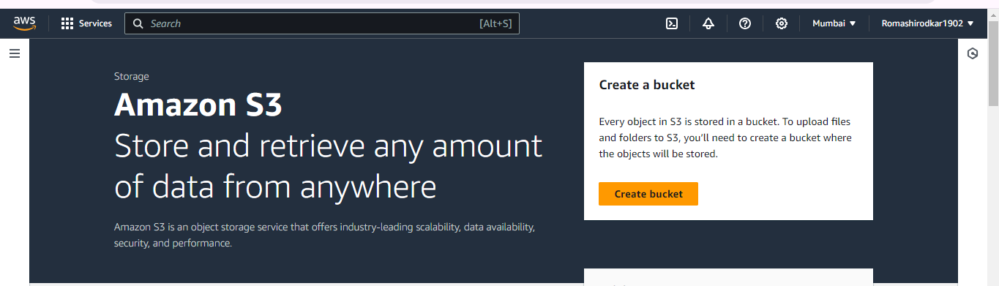 aws
Services
Search
[Alt+S]
Mumbai
Romashirodkar1902
Storage
Amazon S3
Store and retrieve any amount
of data from anywhere
Amazon S3 is an object storage service that offers industry-leading scalability, data availability,
security, and performance.
Create a bucket
Every object in S3 is stored in a bucket. To upload files
and folders to S3, you’ll need to create a bucket where
the objects will be stored.
Create bucket